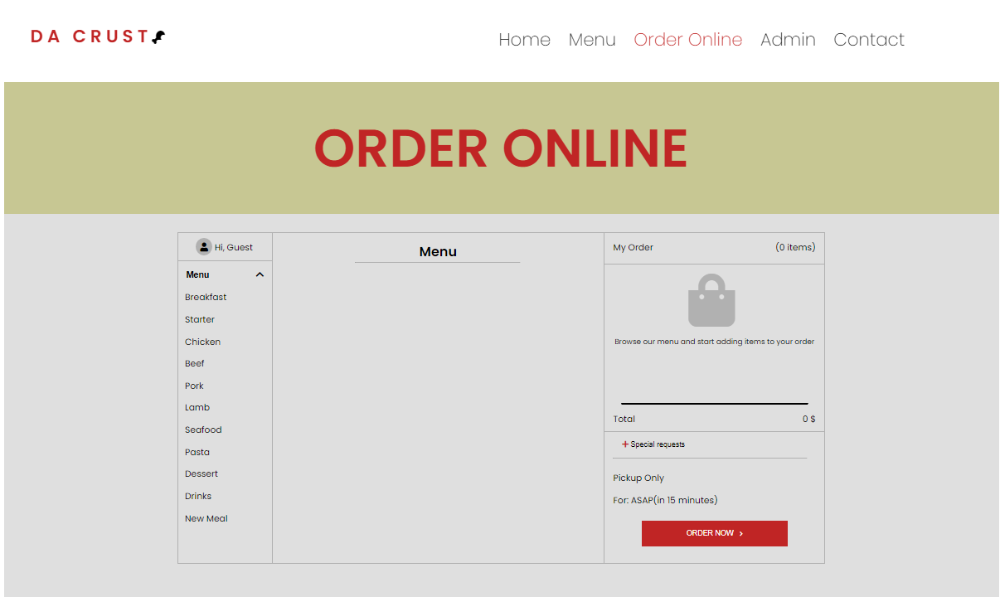 DA CRUST
Home Menu Order Online Admin Contact
ORDER ONLINE
Hi, Guest
Menu
Breakfast
Starter
Chicken
Beef
Pork
Lamb
Seafood
Pasta
Dessert
Drinks
New Meal
Menu
My Order (0 items)
Browse our menu and start adding items to your order
Total 0 $
+ Special requests
Pickup Only
For: ASAP(in 15 minutes)
ORDER NOW >